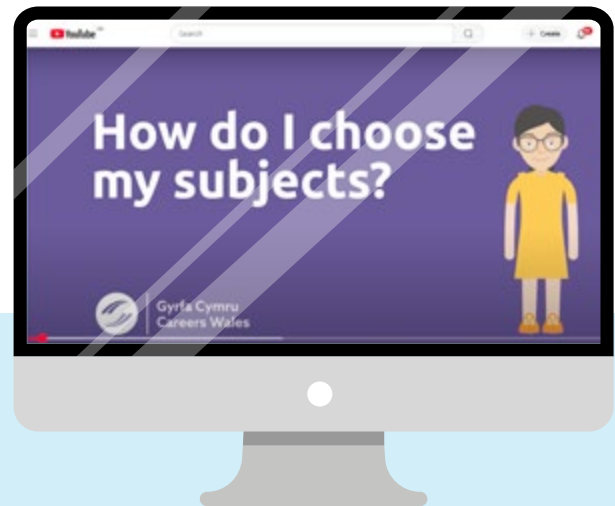 YouTube
Search
Create
How do I choose
my subjects?
Gyrfa Cymru
Careers Wales